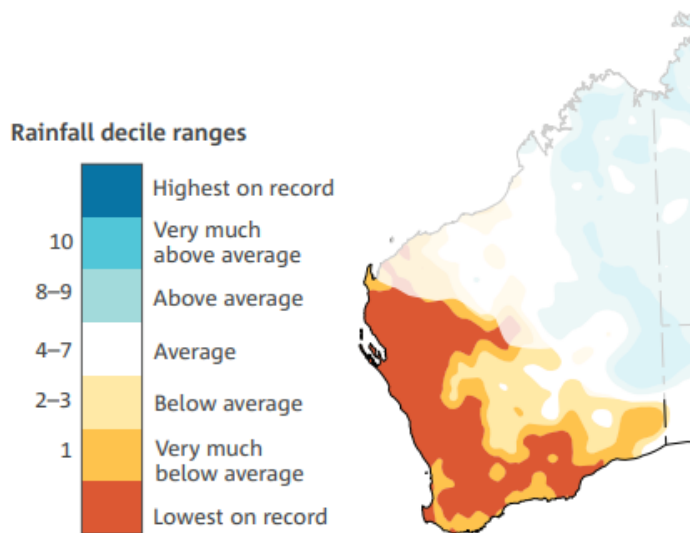 Rainfall decile ranges
Highest on record
10
Very much
above average
8–9
Above average
4–7
Average
2–3
Below average
1
Very much
below average
Lowest on record